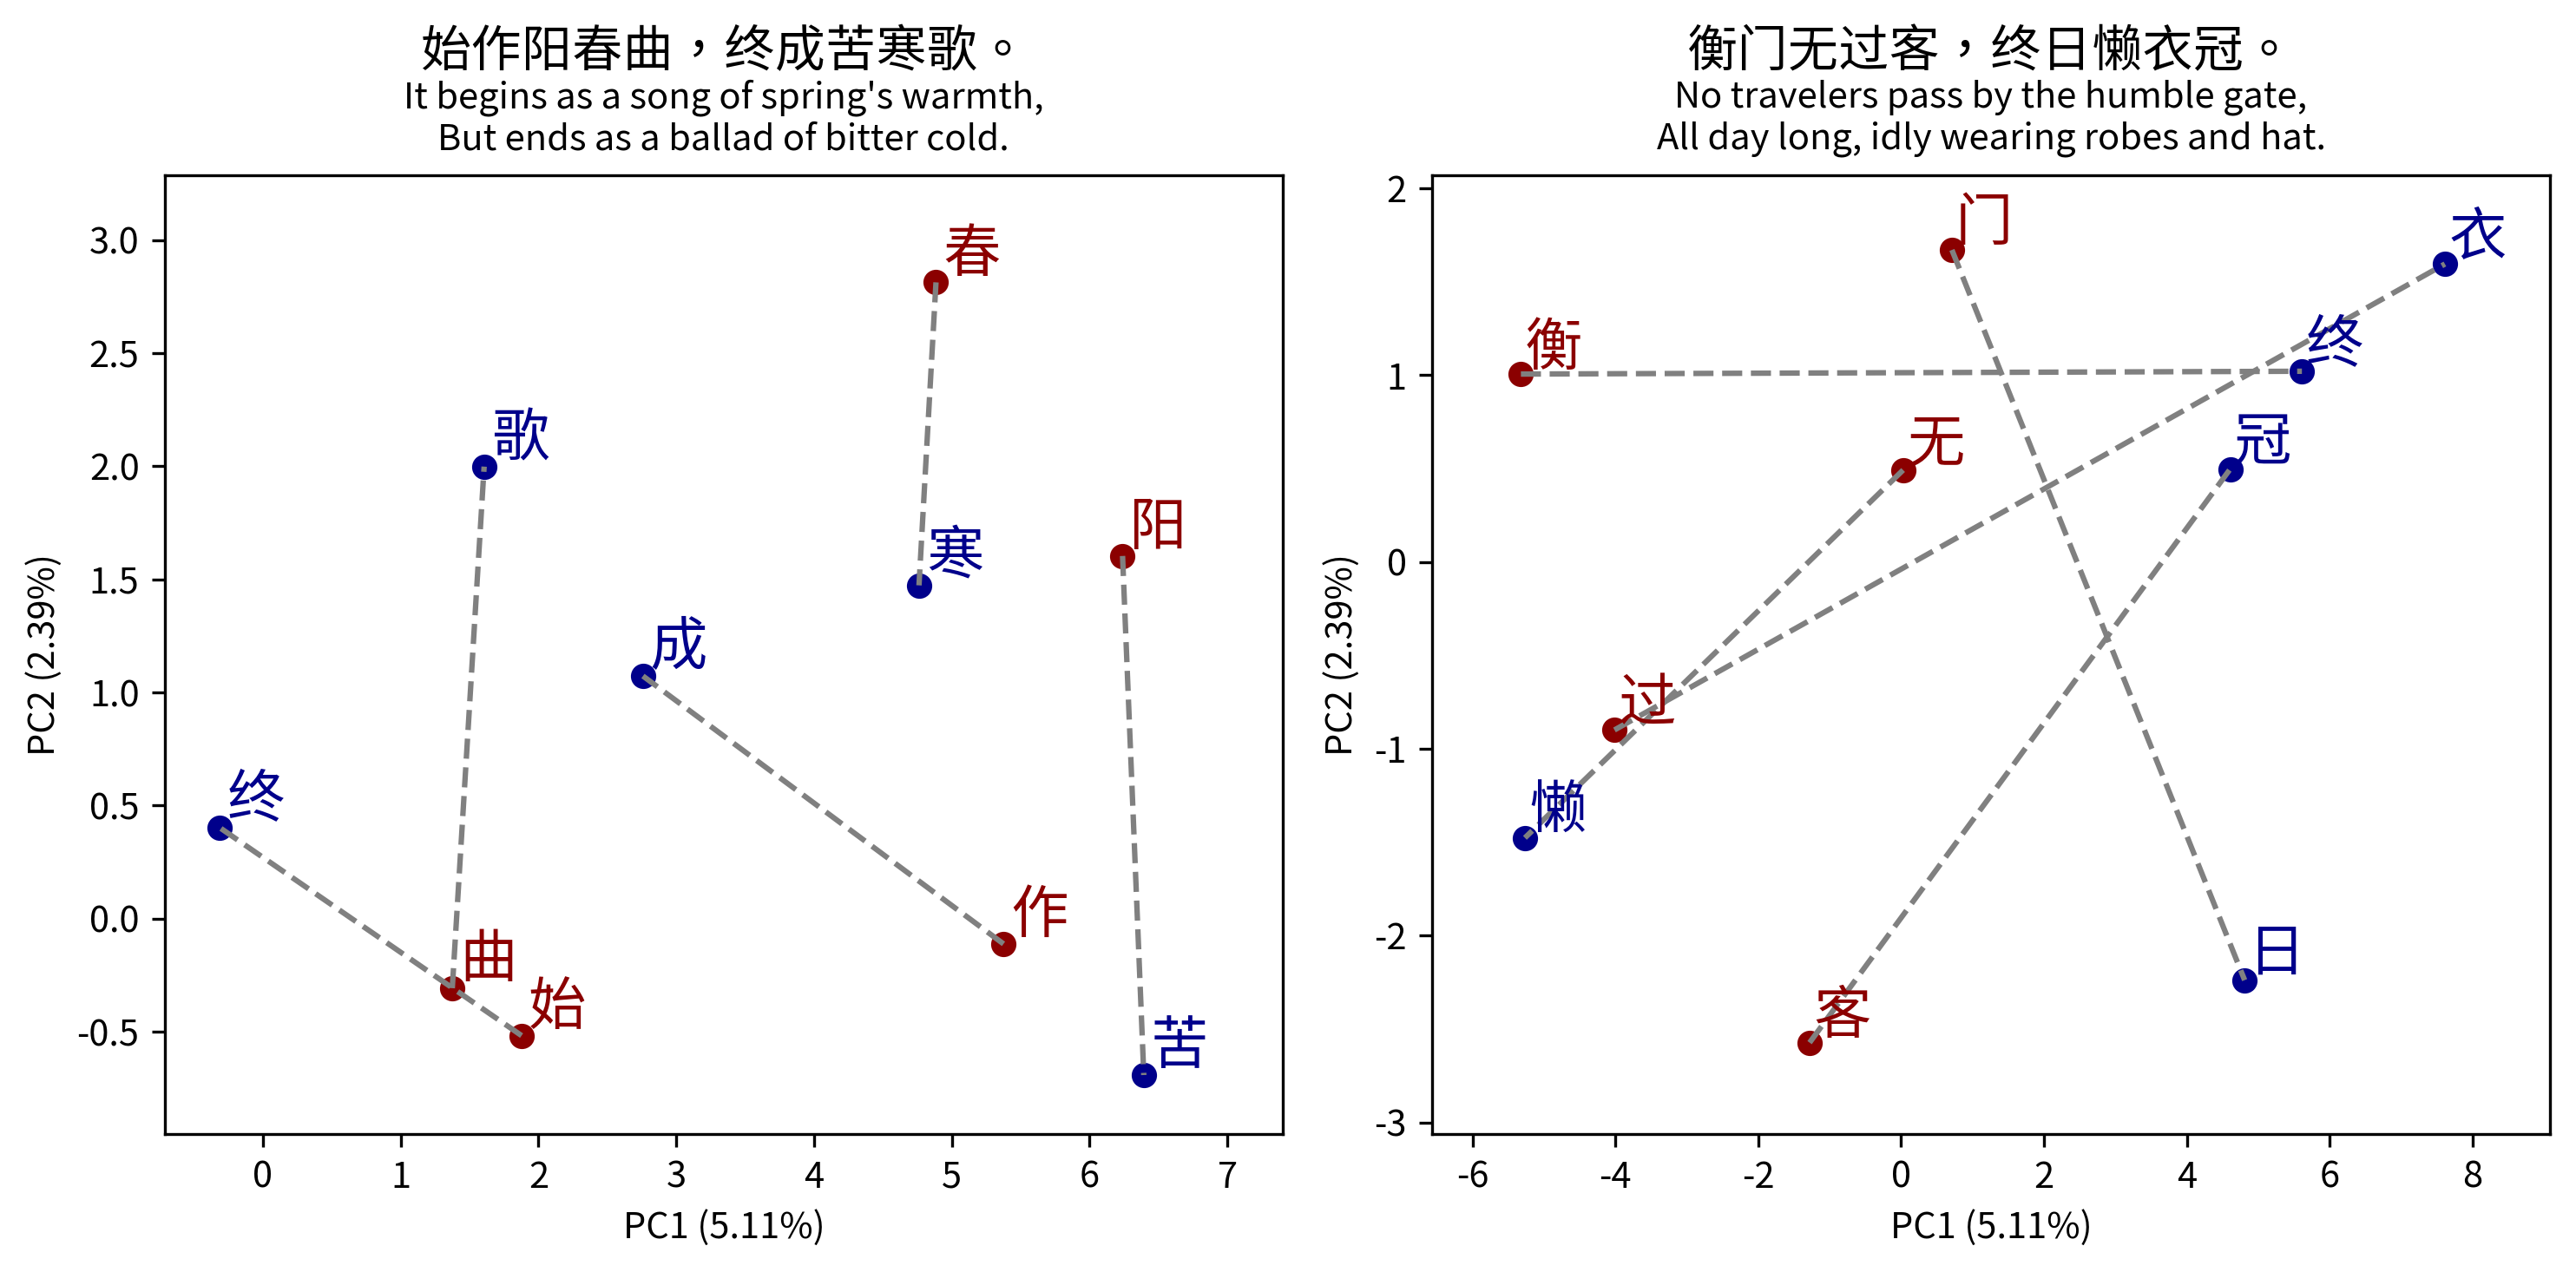 始作阳春曲，终成苦寒歌。
It begins as a song of spring's warmth,
But ends as a ballad of bitter cold.
3.0
2.5
2.0
1.5
1.0
0.5
0.0
-0.5
PC2 (2.39%)
春
歌
阳
寒
成
终
作
曲
始
苦
0 1 2 3 4 5 6 7
PC1 (5.11%)
衡门无过客，终日懒衣冠。
No travelers pass by the humble gate,
All day long, idly wearing robes and hat.
2
1
0
-1
-2
-3
PC2 (2.39%)
门
衣
衡
终
无
冠
过
懒
日
客
-6 -4 -2 0 2 4 6 8
PC1 (5.11%)